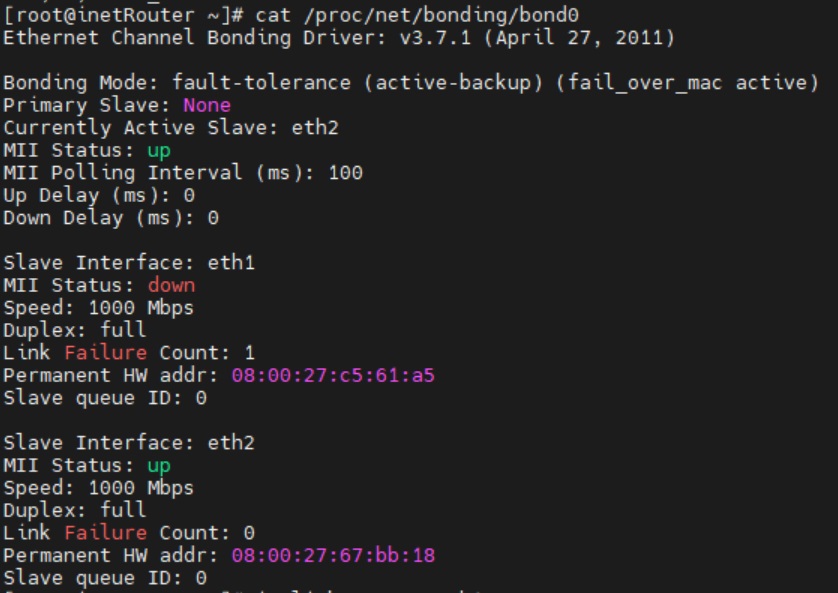 [root@inetRouter ~]# cat /proc/net/bonding/bond0
Ethernet Channel Bonding Driver: v3.7.1 (April 27, 2011)
Bonding Mode: fault-tolerance (active-backup) (fail_over_mac active)
Primary Slave: None
Currently Active Slave: eth2
MII Status: up
MII Polling Interval (ms): 100
Up Delay (ms): 0
Down Delay (ms): 0
Slave Interface: eth1
MII Status: down
Speed: 1000 Mbps
Duplex: full
Link Failure Count: 1
Permanent HW addr: 08:00:27:c5:61:a5
Slave queue ID: 0
Slave Interface: eth2
MII Status: up
Speed: 1000 Mbps
Duplex: full
Link Failure Count: 0
Permanent HW addr: 08:00:27:67:bb:18
Slave queue ID: 0